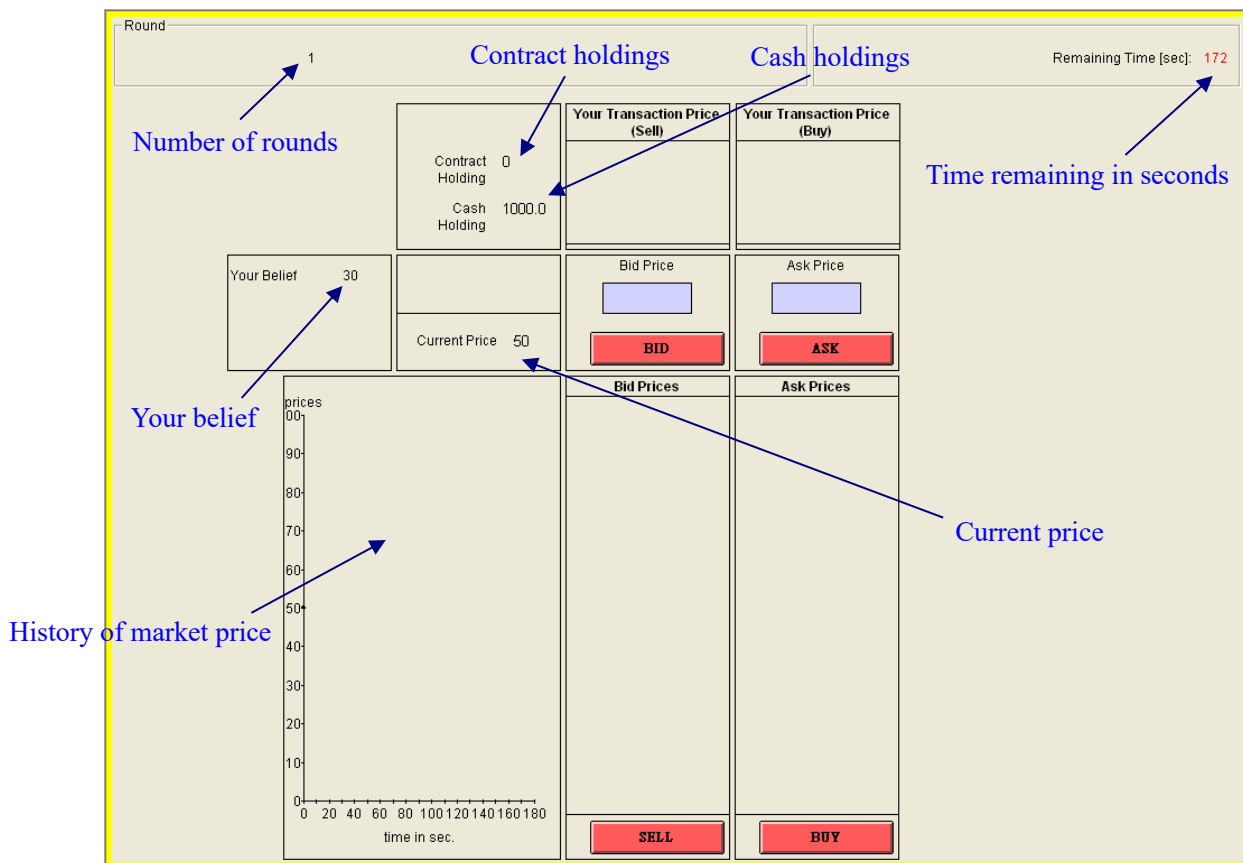 Round
1
Remaining Time [sec]: 172
Contract holdings
Cash holdings
Number of rounds
Time remaining in seconds
Contract Holding 0
Cash Holding 1000.0
Your Transaction Price
(Sell)
Your Transaction Price
(Buy)
Your Belief 30
Current Price 50
Bid Price
BID
Ask Price
ASK
Your belief
Current price
History of market price
prices
00
90
80
70
60
50
40
30
20
10
0
0 20 40 60 80 100 120 140 160 180
time in sec.
Bid Prices
Ask Prices
SELL
BUY